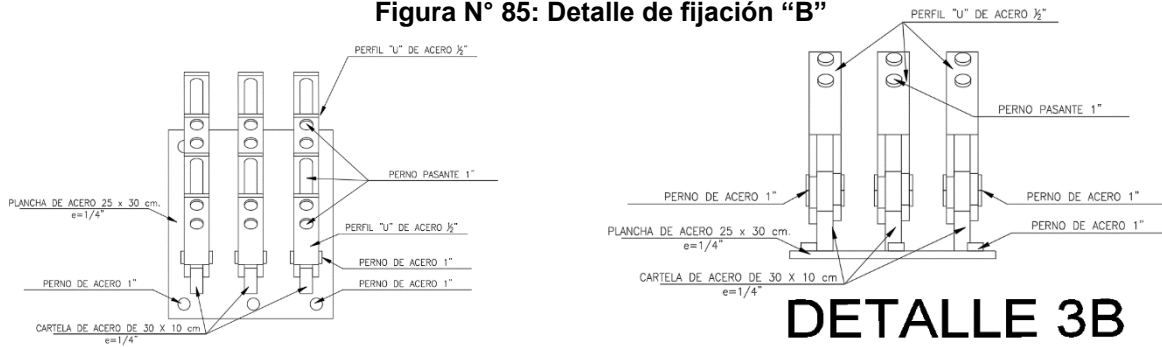 Figura N° 85: Detalle de fijación “B”
PERFIL "U" DE ACERO ½"
PERNO PASANTE 1"
PLANCHA DE ACERO 25 x 30 cm.
e=1/4"
PERFIL "U" DE ACERO ½"
PERNO DE ACERO 1"
PERNO DE ACERO 1"
PERNO DE ACERO 1"
CARTELA DE ACERO DE 30 X 10 cm
e=1/4"
PERFIL "U" DE ACERO ½"
PERNO PASANTE 1"
PERNO DE ACERO 1"
PERNO DE ACERO 1"
PERNO DE ACERO 1"
PLANCHA DE ACERO 25 x 30 cm.
e=1/4"
CARTELA DE ACERO DE 30 X 10 cm
e=1/4"
DETALLE 3B